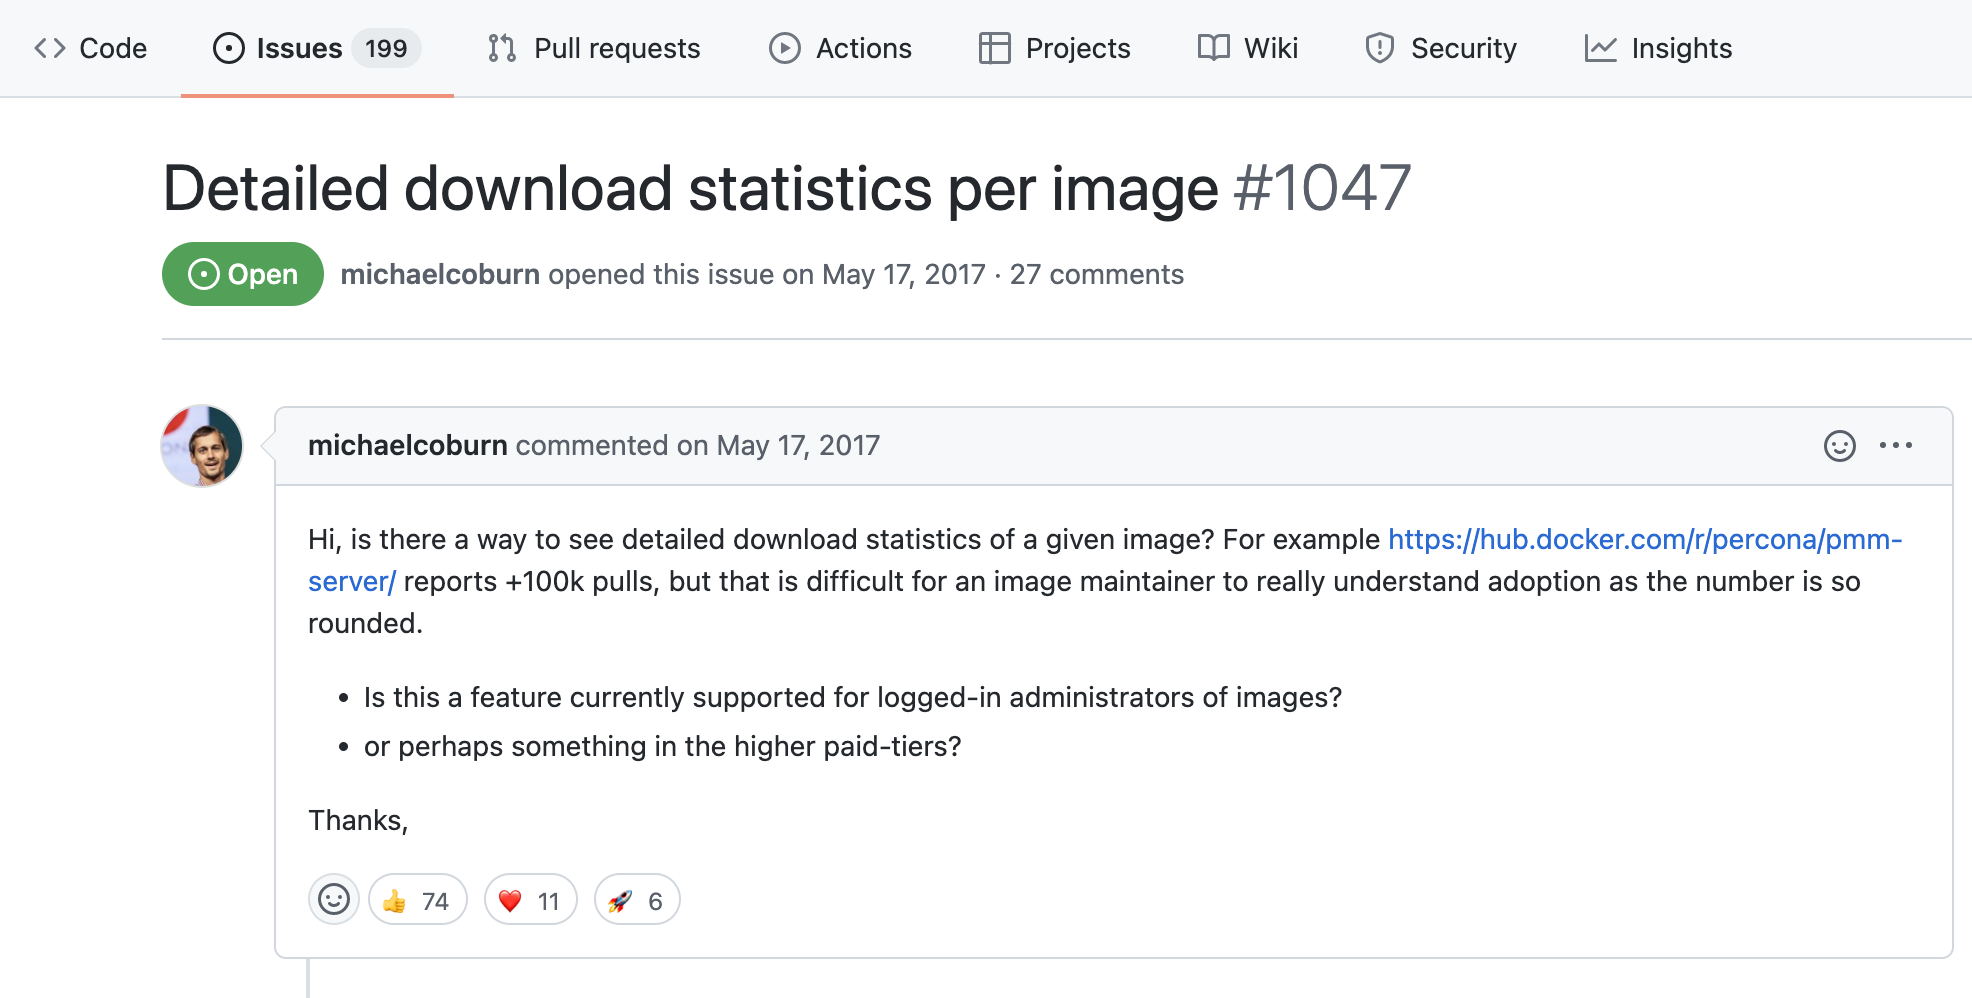 Code Issues 199 Pull requests Actions Projects Wiki Security Insights
Detailed download statistics per image #1047
Open michaelcoburn opened this issue on May 17, 2017 · 27 comments
michaelcoburn commented on May 17, 2017
Hi, is there a way to see detailed download statistics of a given image? For example https://hub.docker.com/r/percona/pmm-
server/ reports +100k pulls, but that is difficult for an image maintainer to really understand adoption as the number is so
rounded.
• Is this a feature currently supported for logged-in administrators of images?
• or perhaps something in the higher paid-tiers?
Thanks,
👍 74 ❤️ 11 🚀 6